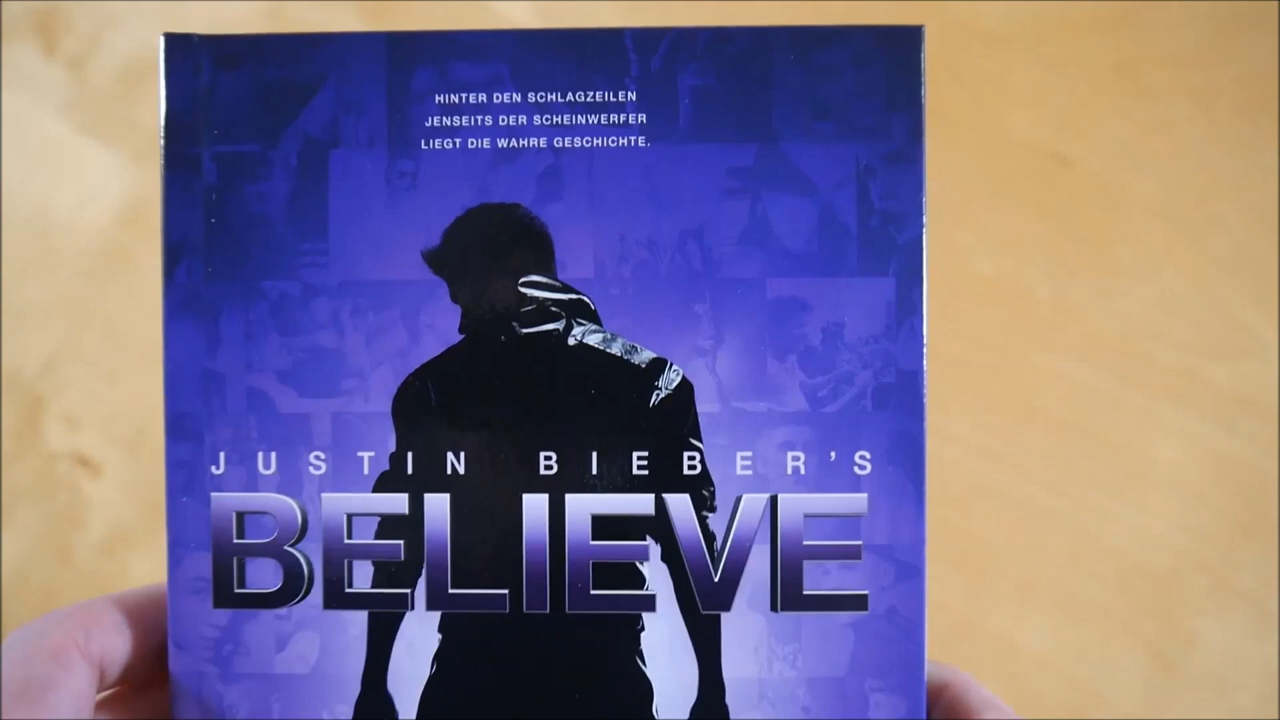 HINTER DEN SCHLAGZEILEN
JENSEITS DER SCHEINWERFER
LIEGT DIE WAHRE GESCHICHTE.
JUSTIN BIEBER'S
BELIEVE